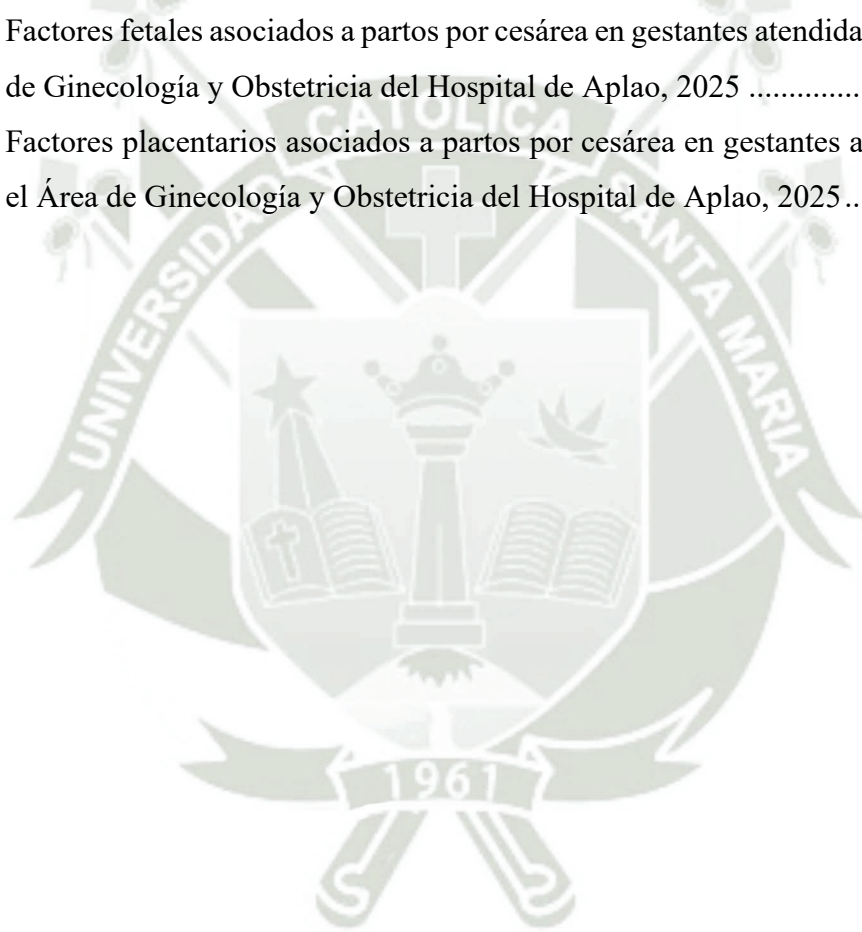 Factores fetales asociados a partos por cesárea en gestantes atendida
de Ginecología y Obstetricia del Hospital de Aplao, 2025 ..............
Factores placentarios asociados a partos por cesárea en gestantes a
el Área de Ginecología y Obstetricia del Hospital de Aplao, 2025 ..
UNIVERSIDAD CATOLICA SANTA MARIA
1961